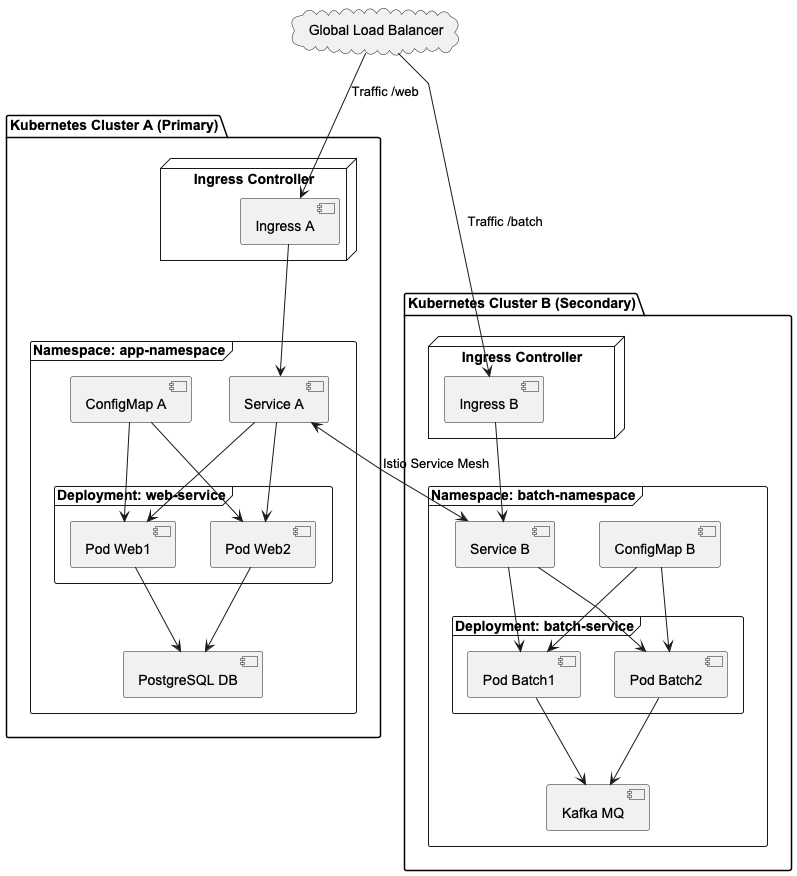 Global Load Balancer
Traffic /web
Kubernetes Cluster A (Primary)
Ingress Controller
Ingress A
Traffic /batch
Kubernetes Cluster B (Secondary)
Namespace: app-namespace
Ingress Controller
ConfigMap A
Service A
Ingress B
Istio Service Mesh
Deployment: web-service
Namespace: batch-namespace
Pod Web1
Pod Web2
Service B
ConfigMap B
Deployment: batch-service
PostgreSQL DB
Pod Batch1
Pod Batch2
Kafka MQ